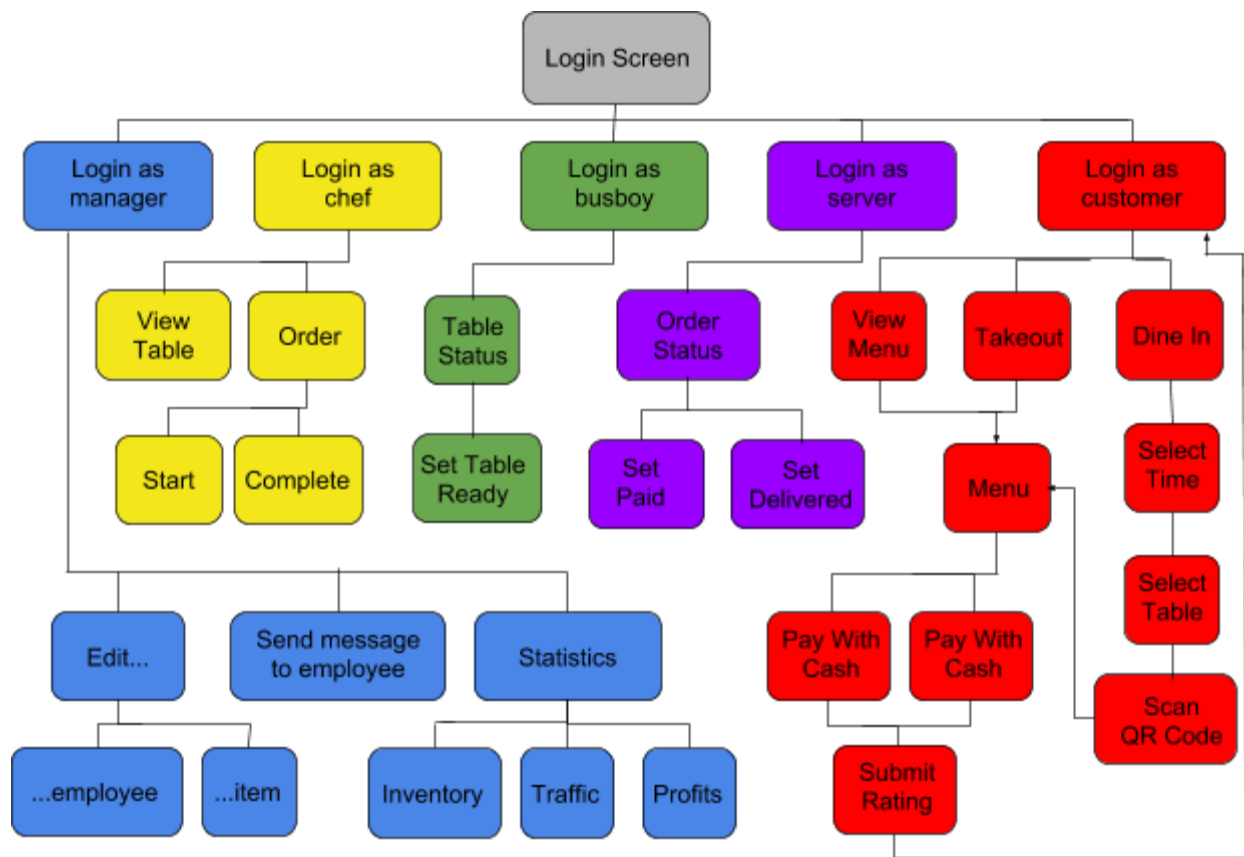 Login Screen
Login as
manager
Login as
chef
Login as
busboy
Login as
server
Login as
customer
View
Table
Order
Table
Status
Order
Status
View
Menu
Takeout
Dine In
Start
Complete
Set Table
Ready
Set
Paid
Set
Delivered
Menu
Select
Time
Select
Table
Edit...
Send message
to employee
Statistics
Pay With
Cash
Pay With
Cash
Scan
QR Code
...employee
...item
Inventory
Traffic
Profits
Submit
Rating